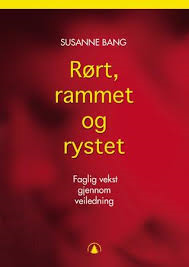 SUSANNE BANG
Rørt,
rammet
og
rystet
Faglig vekst
gjennom
veiledning